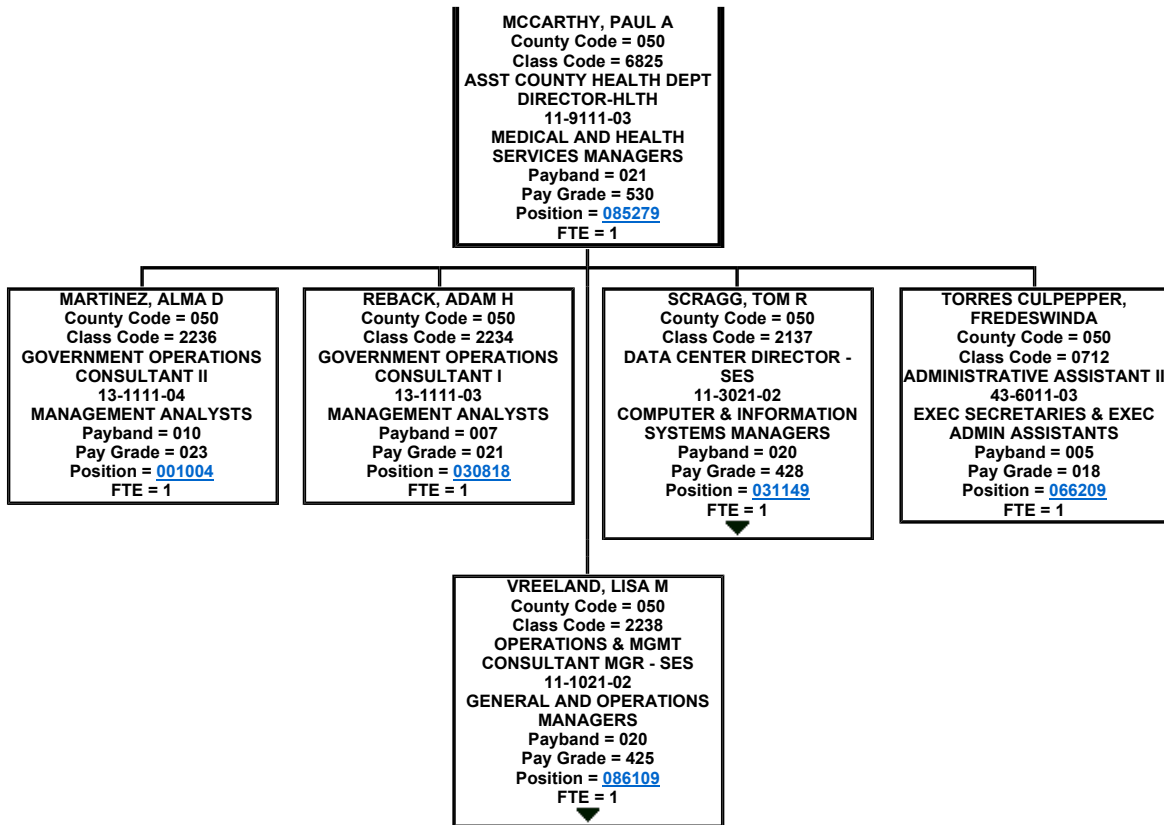 MCCARTHY, PAUL A
County Code = 050
Class Code = 6825
ASST COUNTY HEALTH DEPT
DIRECTOR-HLTH
11-9111-03
MEDICAL AND HEALTH
SERVICES MANAGERS
Payband = 021
Pay Grade = 530
Position = 085279
FTE = 1
MARTINEZ, ALMA D
County Code = 050
Class Code = 2236
GOVERNMENT OPERATIONS
CONSULTANT II
13-1111-04
MANAGEMENT ANALYSTS
Payband = 010
Pay Grade = 023
Position = 001004
FTE = 1
REBACK, ADAM H
County Code = 050
Class Code = 2234
GOVERNMENT OPERATIONS
CONSULTANT I
13-1111-03
MANAGEMENT ANALYSTS
Payband = 007
Pay Grade = 021
Position = 030818
FTE = 1
SCRAGG, TOM R
County Code = 050
Class Code = 2137
DATA CENTER DIRECTOR -
SES
11-3021-02
COMPUTER & INFORMATION
SYSTEMS MANAGERS
Payband = 020
Pay Grade = 428
Position = 031149
FTE = 1
TORRES CULPEPPER,
FREDESWINDA
County Code = 050
Class Code = 0712
ADMINISTRATIVE ASSISTANT II
43-6011-03
EXEC SECRETARIES & EXEC
ADMIN ASSISTANTS
Payband = 005
Pay Grade = 018
Position = 066209
FTE = 1
VREELAND, LISA M
County Code = 050
Class Code = 2238
OPERATIONS & MGMT
CONSULTANT MGR - SES
11-1021-02
GENERAL AND OPERATIONS
MANAGERS
Payband = 020
Pay Grade = 425
Position = 086109
FTE = 1